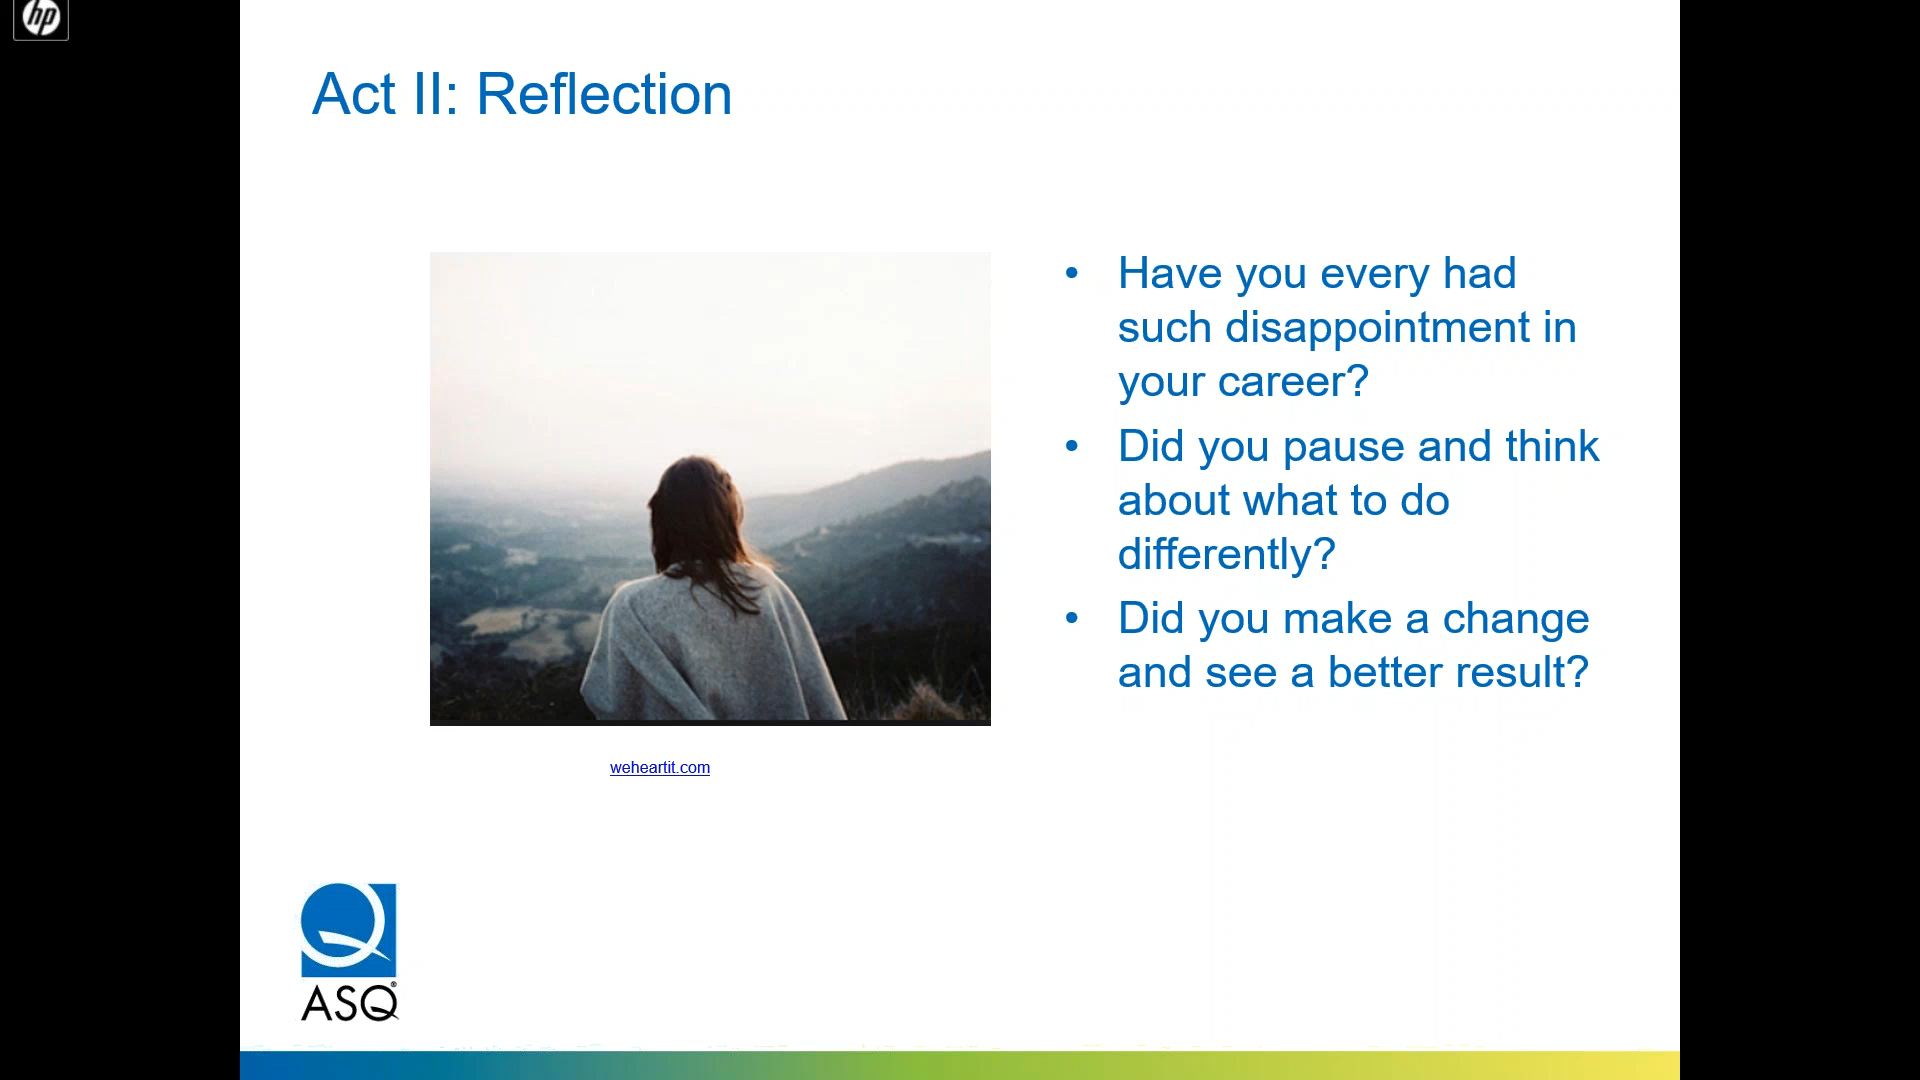 hp
Act II: Reflection
• Have you every had
such disappointment in
your career?
• Did you pause and think
about what to do
differently?
• Did you make a change
and see a better result?
weheartit.com
ASQ®